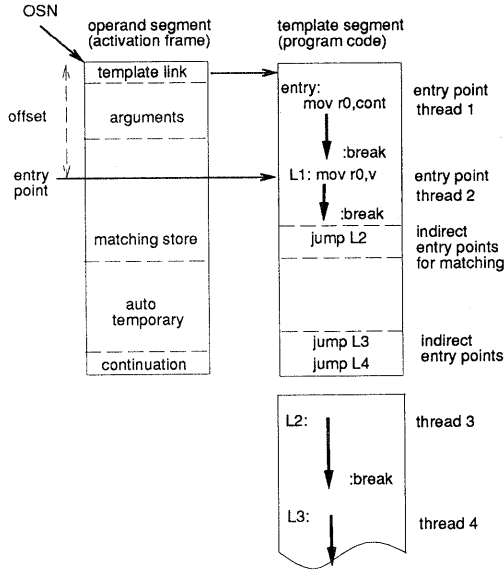 OSN
operand segment
(activation frame)
template segment
(program code)
template link
offset
arguments
entry
point
matching store
auto
temporary
continuation
entry:
mov r0,cont
:break
L1: mov r0,v
:break
jump L2
jump L3
jump L4
entry point
thread 1
entry point
thread 2
indirect
entry points
for matching
indirect
entry points
L2:
:break
L3:
thread 3
thread 4